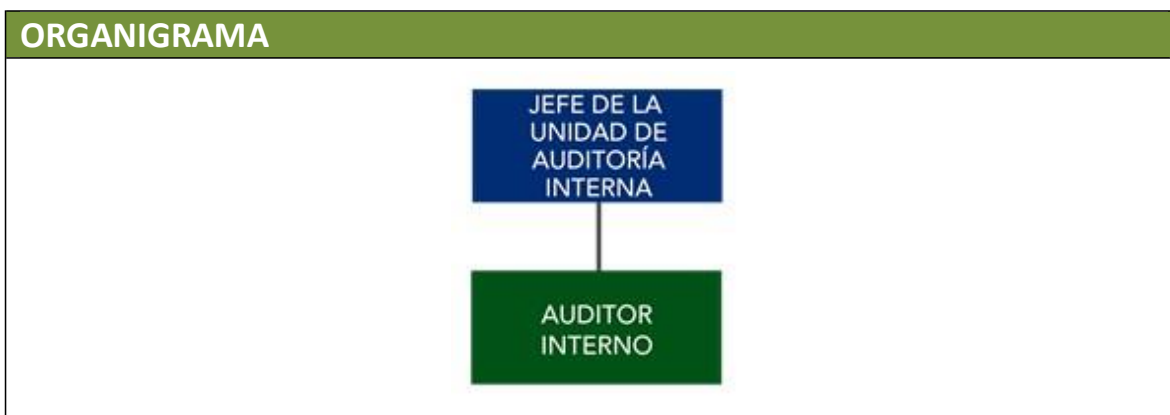 ORGANIGRAMA
JEFE DE LA
UNIDAD DE
AUDITORÍA
INTERNA
AUDITOR
INTERNO